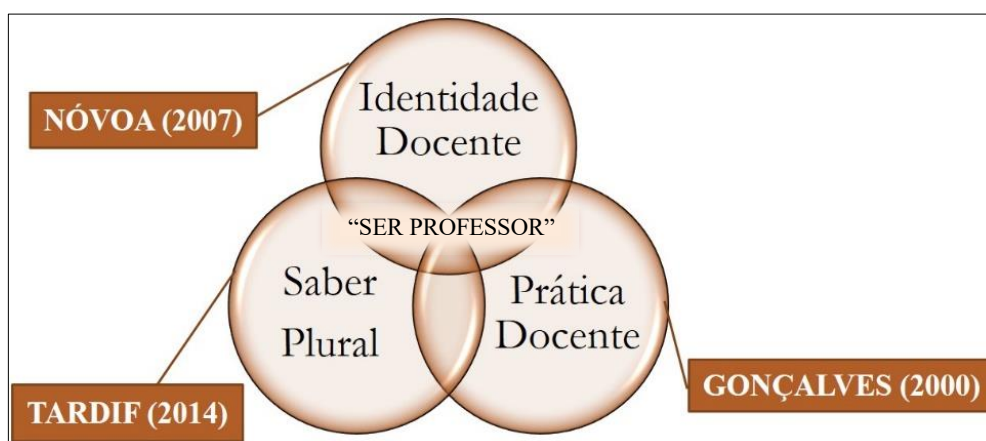 Identidade
Docente
NÓVOA (2007)
“SER PROFESSOR”
Saber
Plural
Prática
Docente
TARDIF (2014)
GONÇALVES (2000)